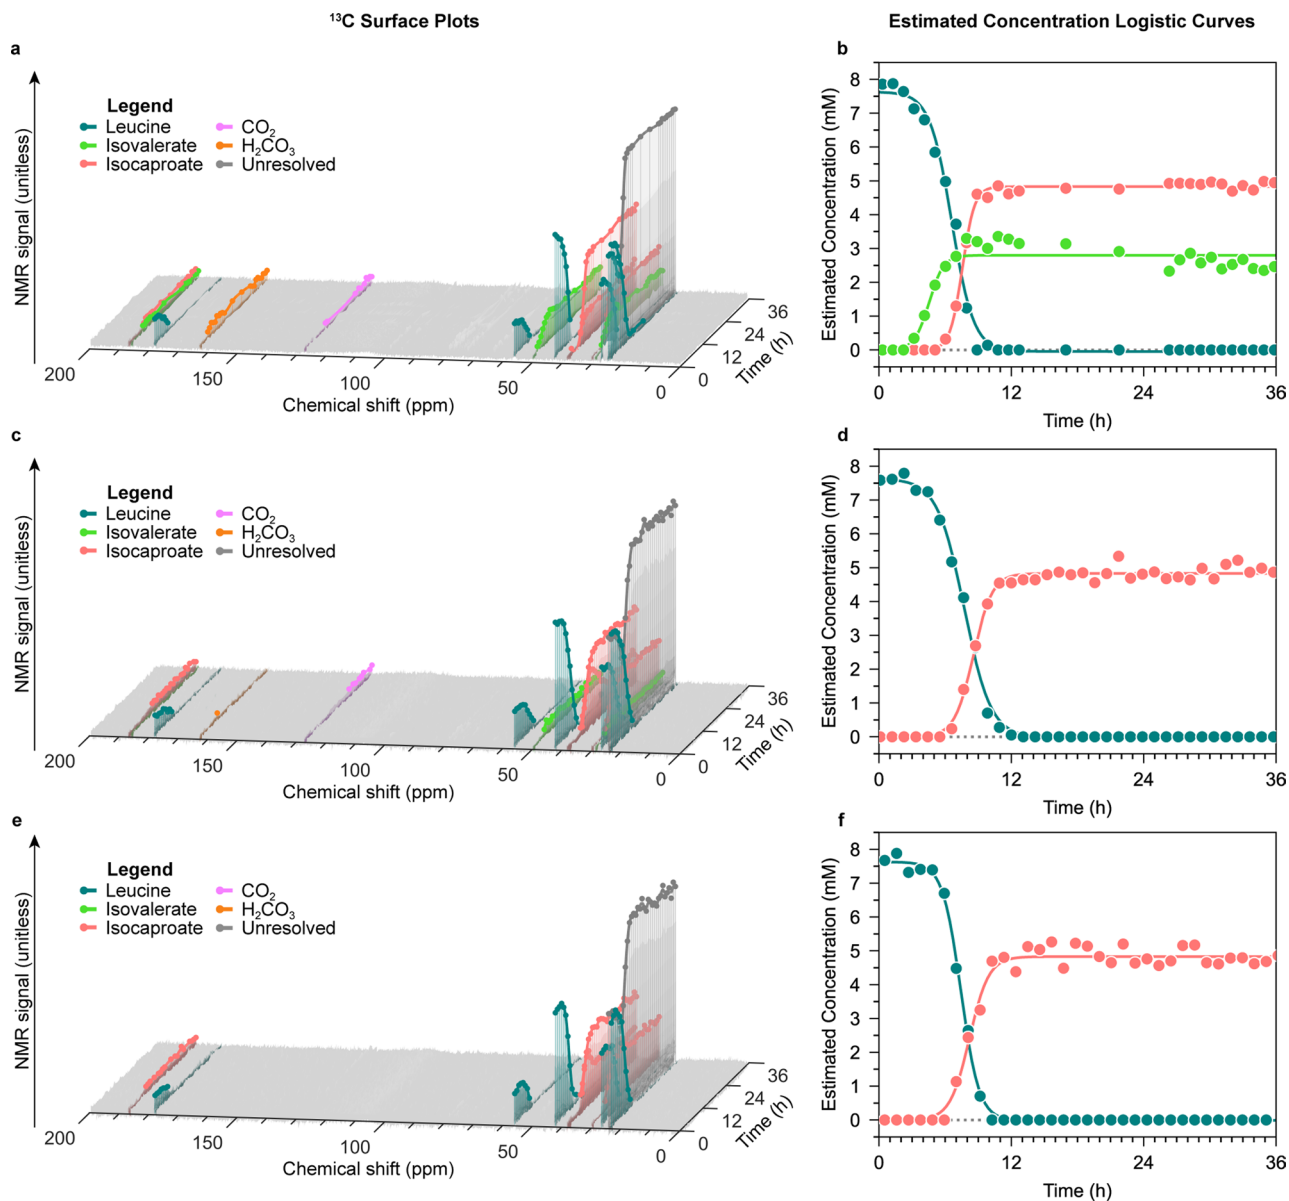 ¹³C Surface Plots
Estimated Concentration Logistic Curves
a
NMR signal (unitless)
Legend
Leucine
Isovalerate
Isocaproate
CO₂
H₂CO₃
Unresolved
200
150
100
50
0
Chemical shift (ppm)
0
12
24
36
Time (h)
b
Estimated Concentration (mM)
8
7
6
5
4
3
2
1
0
0
12
24
36
Time (h)
c
NMR signal (unitless)
Legend
Leucine
Isovalerate
Isocaproate
CO₂
H₂CO₃
Unresolved
200
150
100
50
0
Chemical shift (ppm)
0
12
24
36
Time (h)
d
Estimated Concentration (mM)
8
7
6
5
4
3
2
1
0
0
12
24
36
Time (h)
e
NMR signal (unitless)
Legend
Leucine
Isovalerate
Isocaproate
CO₂
H₂CO₃
Unresolved
200
150
100
50
0
Chemical shift (ppm)
0
12
24
36
Time (h)
f
Estimated Concentration (mM)
8
7
6
5
4
3
2
1
0
0
12
24
36
Time (h)